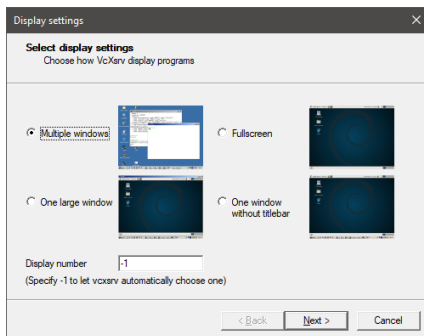 Display settings
Select display settings
Choose how VcXsrv display programs
Multiple windows
Fullscreen
One large window
One window
without titlebar
Display number
-1
(Specify -1 to let vcxsrv automatically choose one)
< Back
Next >
Cancel